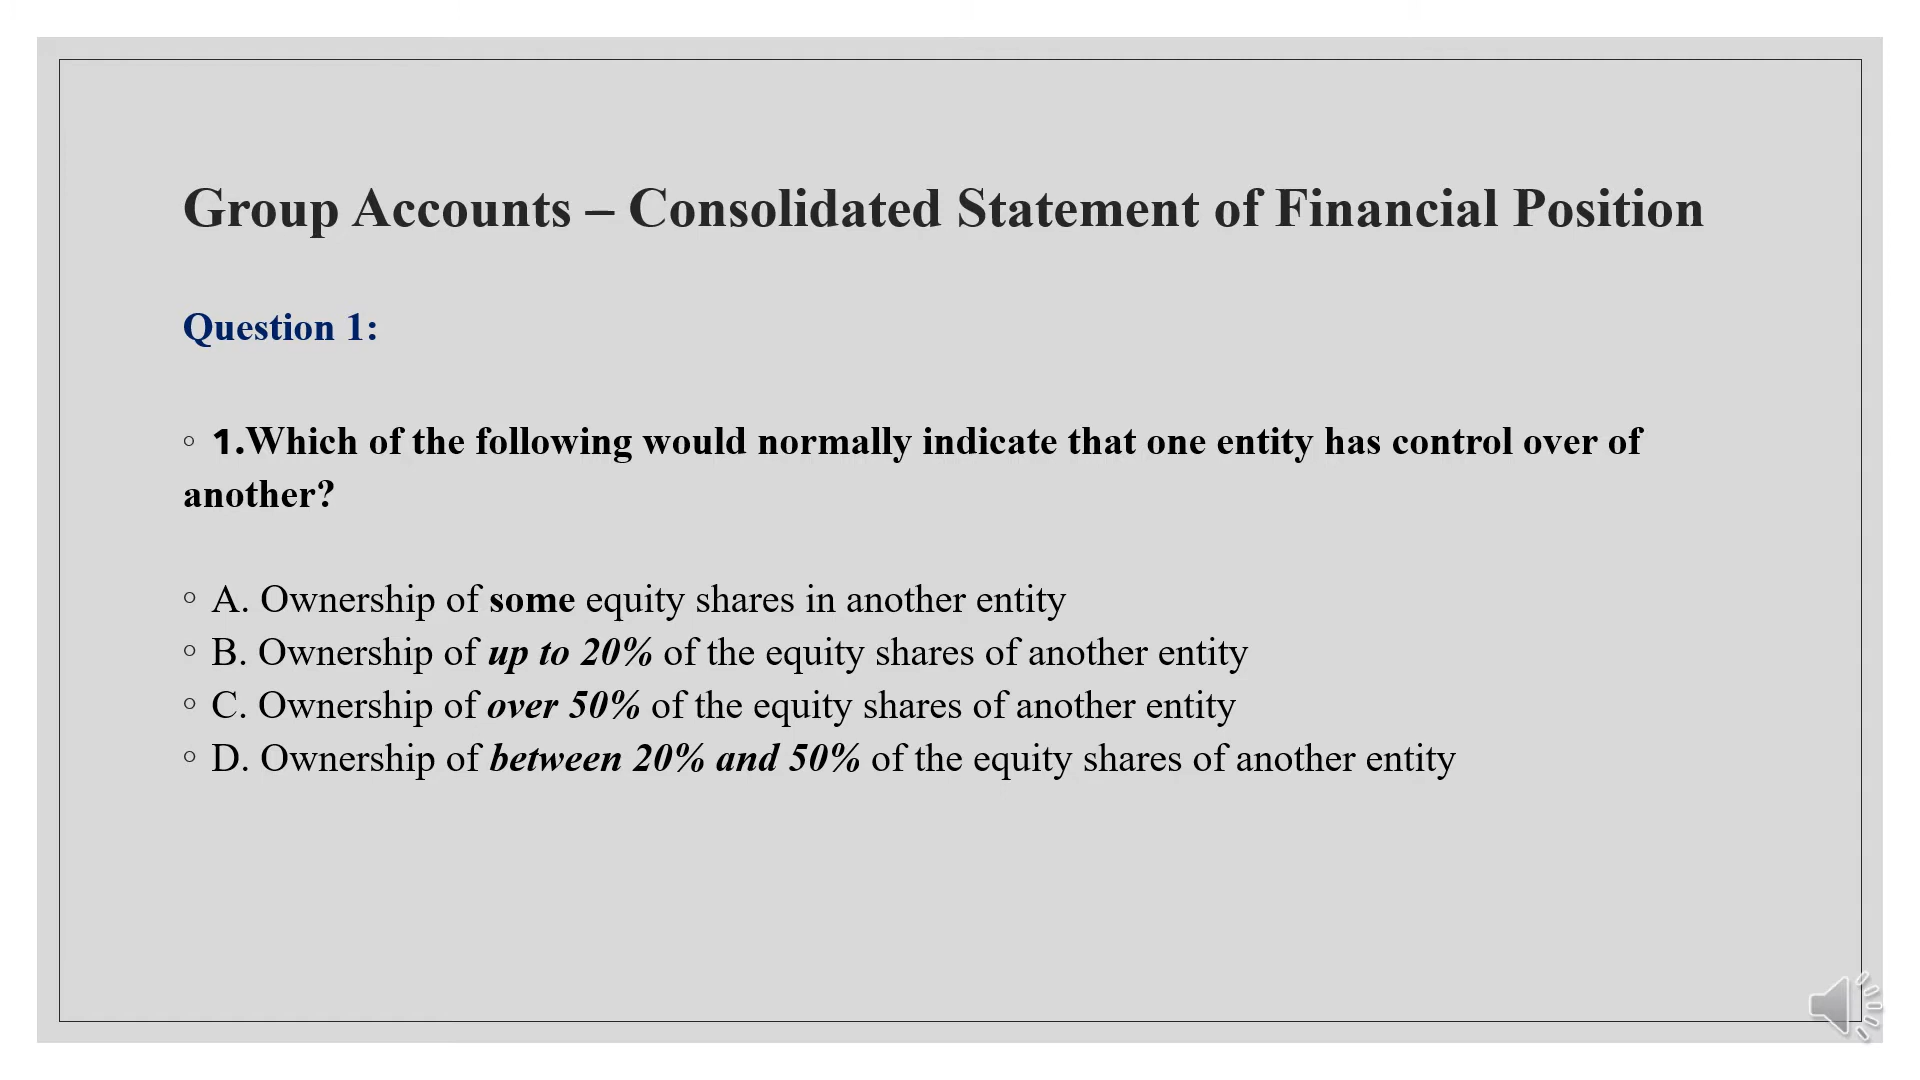 Group Accounts – Consolidated Statement of Financial Position
Question 1:
◦ 1.Which of the following would normally indicate that one entity has control over of
another?
◦ A. Ownership of some equity shares in another entity
◦ B. Ownership of up to 20% of the equity shares of another entity
◦ C. Ownership of over 50% of the equity shares of another entity
◦ D. Ownership of between 20% and 50% of the equity shares of another entity